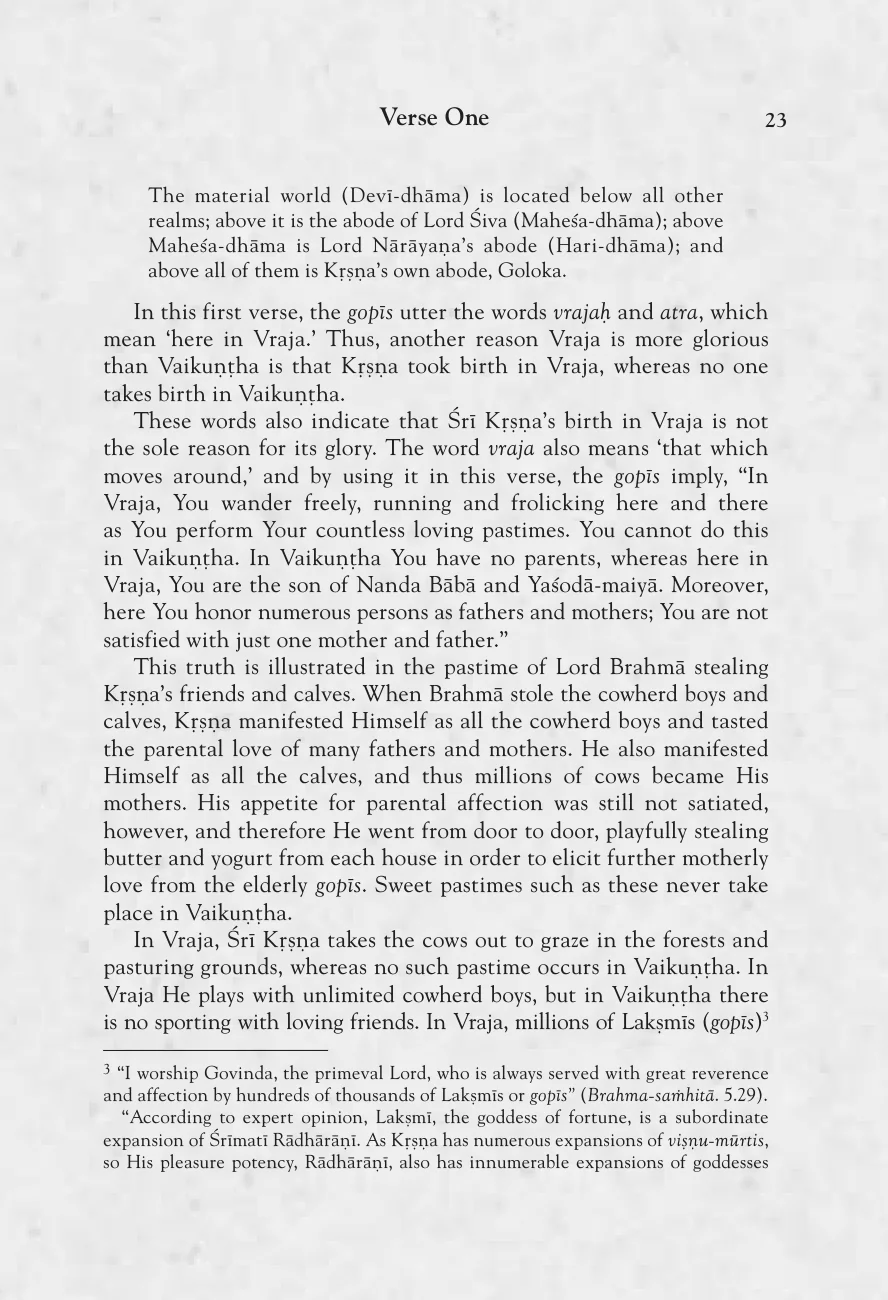 Verse One
23
The material world (Devī-dhāma) is located below all other
realms; above it is the abode of Lord Śiva (Maheśa-dhāma); above
Maheśa-dhāma is Lord Nārāyaṇa’s abode (Hari-dhāma); and
above all of them is Kṛṣṇa’s own abode, Goloka.
In this first verse, the gopīs utter the words vrajaḥ and atra, which
mean ‘here in Vraja.’ Thus, another reason Vraja is more glorious
than Vaikuṇṭha is that Kṛṣṇa took birth in Vraja, whereas no one
takes birth in Vaikuṇṭha.
These words also indicate that Śrī Kṛṣṇa’s birth in Vraja is not
the sole reason for its glory. The word vraja also means ‘that which
moves around,’ and by using it in this verse, the gopīs imply, “In
Vraja, You wander freely, running and frolicking here and there
as You perform Your countless loving pastimes. You cannot do this
in Vaikuṇṭha. In Vaikuṇṭha You have no parents, whereas here in
Vraja, You are the son of Nanda Bābā and Yaśodā-maiyā. Moreover,
here You honor numerous persons as fathers and mothers; You are not
satisfied with just one mother and father.”
This truth is illustrated in the pastime of Lord Brahmā stealing
Kṛṣṇa’s friends and calves. When Brahmā stole the cowherd boys and
calves, Kṛṣṇa manifested Himself as all the cowherd boys and tasted
the parental love of many fathers and mothers. He also manifested
Himself as all the calves, and thus millions of cows became His
mothers. His appetite for parental affection was still not satiated,
however, and therefore He went from door to door, playfully stealing
butter and yogurt from each house in order to elicit further motherly
love from the elderly gopīs. Sweet pastimes such as these never take
place in Vaikuṇṭha.
In Vraja, Śrī Kṛṣṇa takes the cows out to graze in the forests and
pasturing grounds, whereas no such pastime occurs in Vaikuṇṭha. In
Vraja He plays with unlimited cowherd boys, but in Vaikuṇṭha there
is no sporting with loving friends. In Vraja, millions of Lakṣmīs (gopīs)³
³ “I worship Govinda, the primeval Lord, who is always served with great reverence
and affection by hundreds of thousands of Lakṣmīs or gopīs” (Brahma-saṁhitā. 5.29).
“According to expert opinion, Lakṣmī, the goddess of fortune, is a subordinate
expansion of Śrīmatī Rādhārāṇī. As Kṛṣṇa has numerous expansions of viṣṇu-mūrtis,
so His pleasure potency, Rādhārāṇī, also has innumerable expansions of goddesses